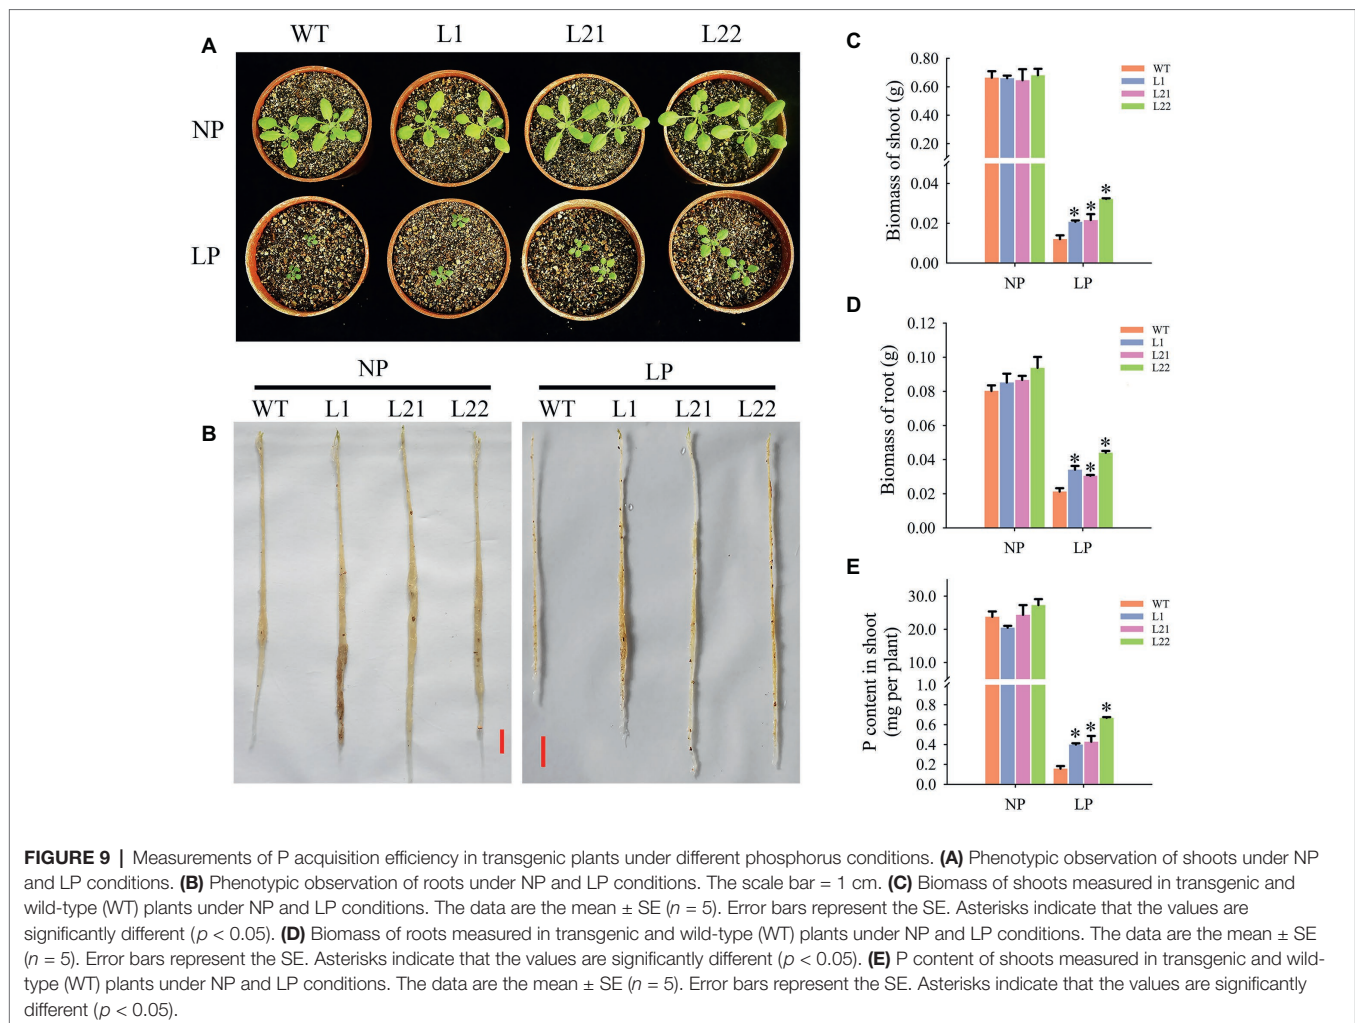 A
WT L1 L21 L22
NP
LP
NP LP
WT L1 L21 L22 WT L1 L21 L22
B
C
Biomass of shoot (g)
0.80
0.60
0.40
0.20
0.04
0.02
0.00
WT
L1
L21
L22
* * *
NP LP
D
Biomass of root (g)
0.12
0.10
0.08
0.06
0.04
0.02
0.00
WT
L1
L21
L22
* * *
NP LP
E
P content in shoot
(mg per plant)
30.0
20.0
10.0
1.0
0.8
0.6
0.4
0.2
0.0
WT
L1
L21
L22
* * *
NP LP
FIGURE 9 | Measurements of P acquisition efficiency in transgenic plants under different phosphorus conditions. (A) Phenotypic observation of shoots under NP
and LP conditions. (B) Phenotypic observation of roots under NP and LP conditions. The scale bar = 1 cm. (C) Biomass of shoots measured in transgenic and
wild-type (WT) plants under NP and LP conditions. The data are the mean ± SE (n = 5). Error bars represent the SE. Asterisks indicate that the values are
significantly different (p < 0.05). (D) Biomass of roots measured in transgenic and wild-type (WT) plants under NP and LP conditions. The data are the mean ± SE
(n = 5). Error bars represent the SE. Asterisks indicate that the values are significantly different (p < 0.05). (E) P content of shoots measured in transgenic and wild-
type (WT) plants under NP and LP conditions. The data are the mean ± SE (n = 5). Error bars represent the SE. Asterisks indicate that the values are significantly
different (p < 0.05).